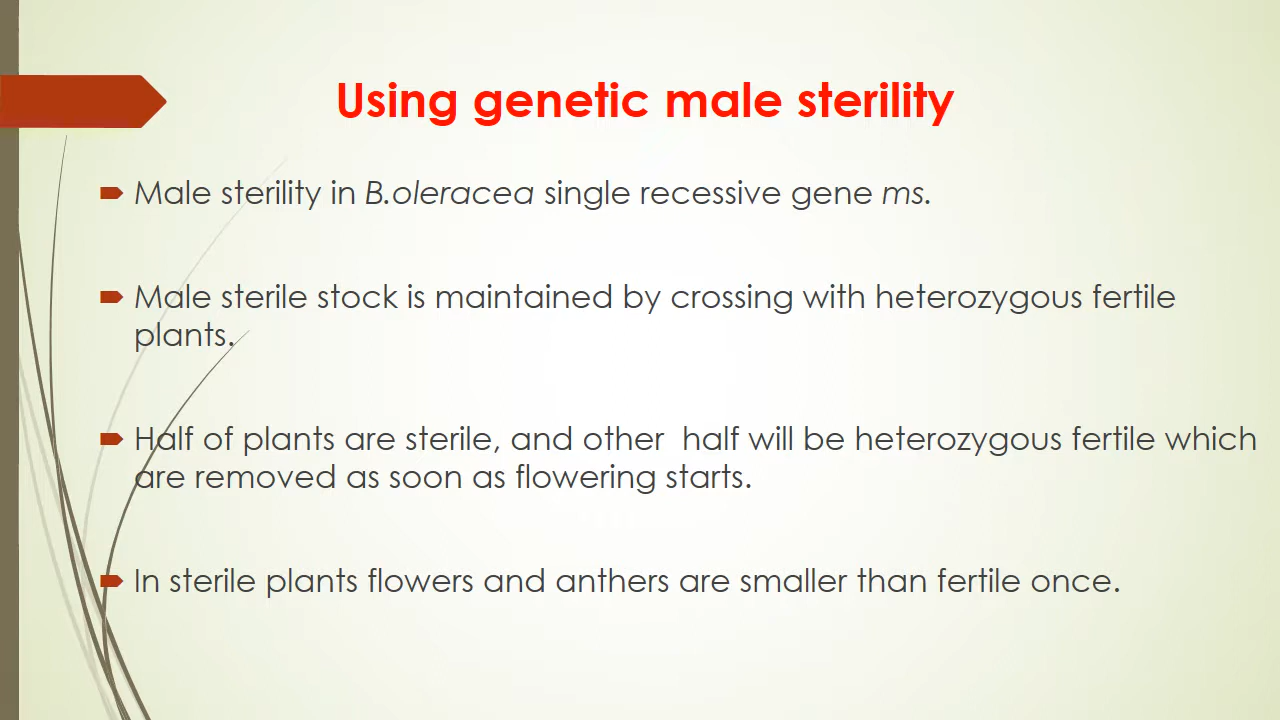 Using genetic male sterility
Male sterility in B.oleracea single recessive gene ms.
Male sterile stock is maintained by crossing with heterozygous fertile
plants.
Half of plants are sterile, and other  half will be heterozygous fertile which
are removed as soon as flowering starts.
In sterile plants flowers and anthers are smaller than fertile once.